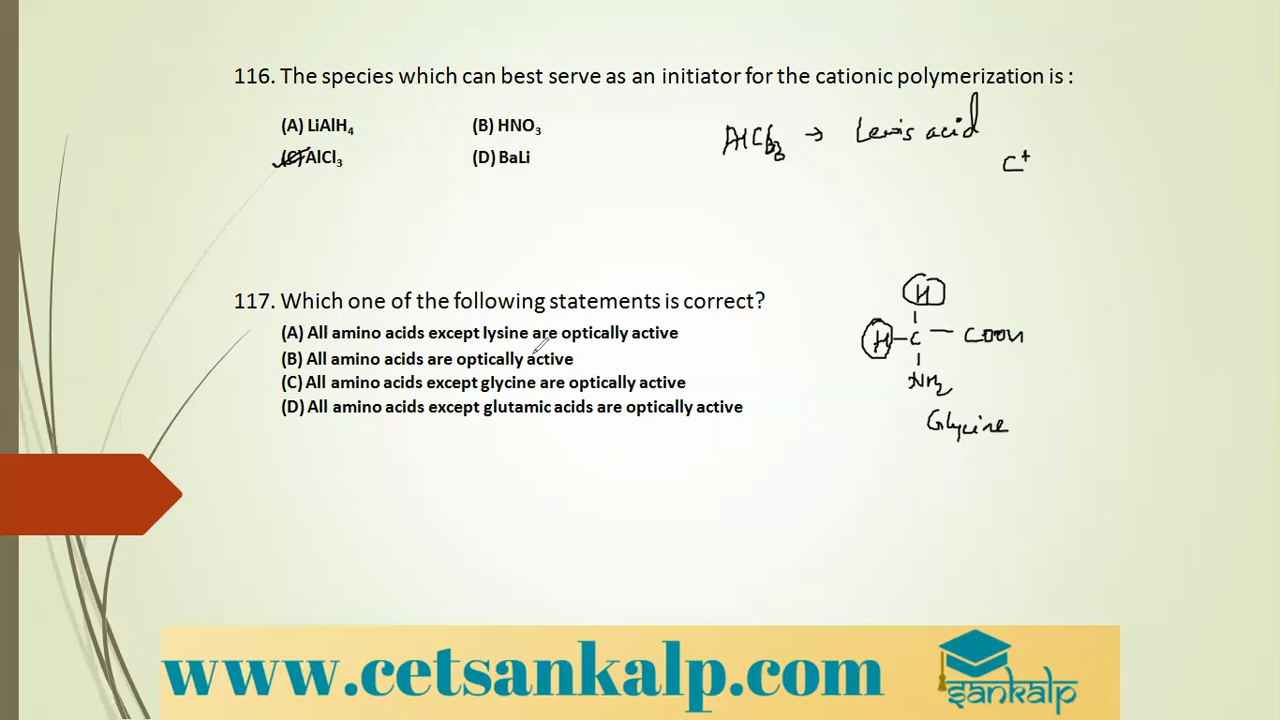 116. The species which can best serve as an initiator for the cationic polymerization is :
(A) LiAlH4 (B) HNO3
(C) AlCl3 (D) BaLi
AlCl3 → Lewis acid
C+
117. Which one of the following statements is correct?
(A) All amino acids except lysine are optically active
(B) All amino acids are optically active
(C) All amino acids except glycine are optically active
(D) All amino acids except glutamic acids are optically active
H
H – C – COOH
NH2
Glycine
www.cetsankalp.com
sankalp